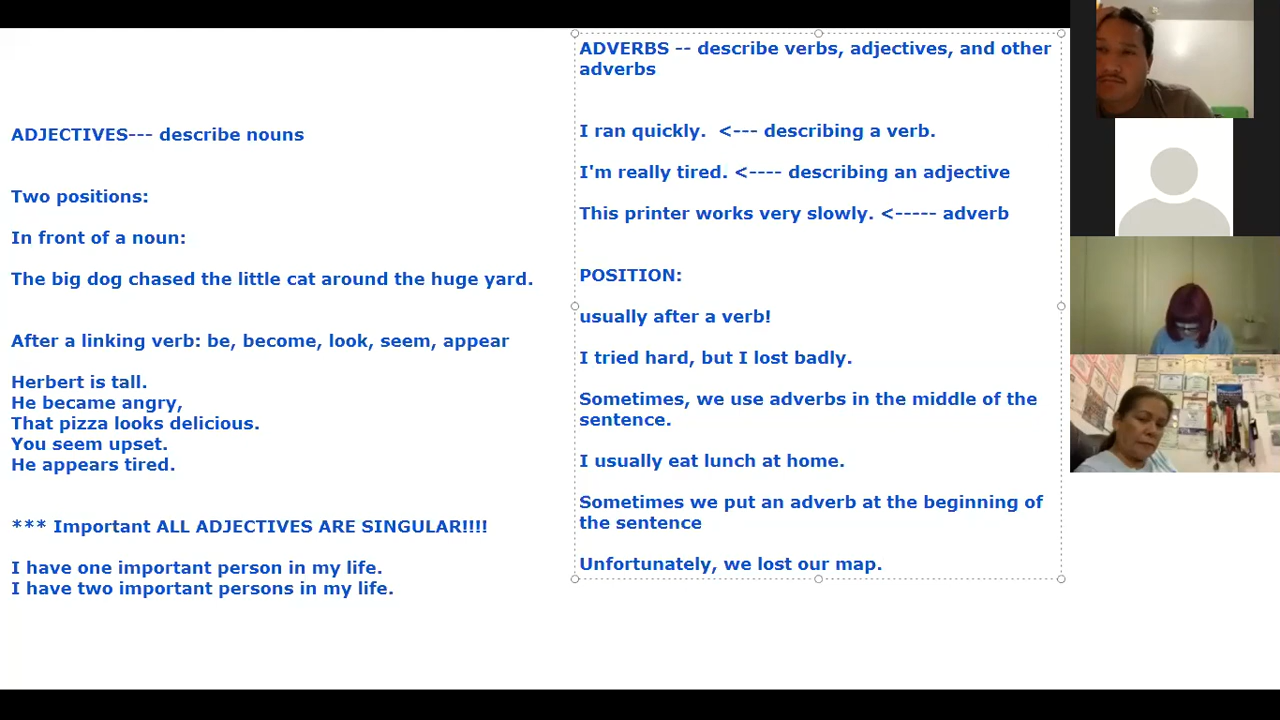 ADJECTIVES--- describe nouns
Two positions:
In front of a noun:
The big dog chased the little cat around the huge yard.
After a linking verb: be, become, look, seem, appear
Herbert is tall.
He became angry,
That pizza looks delicious.
You seem upset.
He appears tired.
*** Important ALL ADJECTIVES ARE SINGULAR!!!!
I have one important person in my life.
I have two important persons in my life.
ADVERBS -- describe verbs, adjectives, and other
adverbs
I ran quickly.  <--- describing a verb.
I'm really tired. <---- describing an adjective
This printer works very slowly. <----- adverb
POSITION:
usually after a verb!
I tried hard, but I lost badly.
Sometimes, we use adverbs in the middle of the
sentence.
I usually eat lunch at home.
Sometimes we put an adverb at the beginning of
the sentence
Unfortunately, we lost our map.